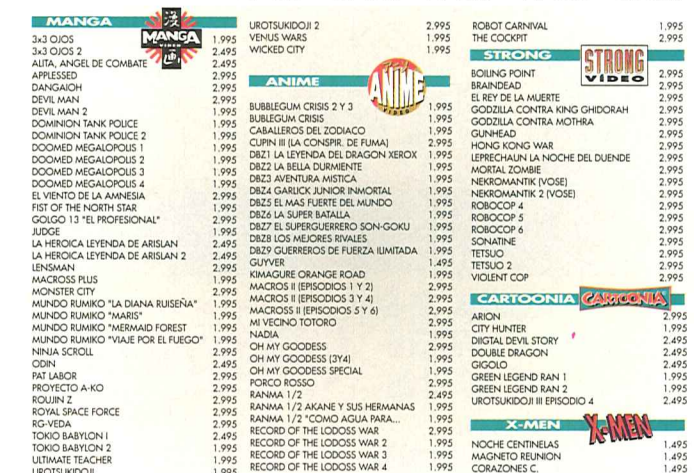 MANGA
漫
MANGA
VIDEO
画
3x3 OJOS 1.995
3x3 OJOS 2 2.495
ALITA, ANGEL DE COMBATE 2.495
APPLESSED 2.995
DANGAIOH 2.995
DEVIL MAN 2.995
DEVIL MAN 2 1.995
DOMINION TANK POLICE 1.995
DOMINION TANK POLICE 2 1.995
DOOMED MEGALOPOLIS 1 1.995
DOOMED MEGALOPOLIS 2 1.995
DOOMED MEGALOPOLIS 3 1.995
DOOMED MEGALOPOLIS 4 1.995
EL VIENTO DE LA AMNESIA 2.995
FIST OF THE NORTH STAR 1.995
GOLGO 13 "EL PROFESIONAL" 2.995
JUDGE 1.995
LA HEROICA LEYENDA DE ARISLAN 2.495
LA HEROICA LEYENDA DE ARISLAN 2 2.495
LENSMAN 2.995
MACROSS PLUS 1.995
MONSTER CITY 2.995
MUNDO RUMIKO "LA DIANA RUISEÑA" 1.995
MUNDO RUMIKO "MARIS" 1.995
MUNDO RUMIKO "MERMAID FOREST 1.995
MUNDO RUMIKO "VIAJE POR EL FUEGO" 1.995
NINJA SCROLL 2.995
ODIN 2.495
PAT LABOR 2.995
PROYECTO A-KO 2.995
ROUJIN Z 2.995
ROYAL SPACE FORCE 2.995
RG-VEDA 2.995
TOKIO BABYLON I 2.495
TOKIO BABYLON 2 1.995
ULTIMATE TEACHER 1.995
UROTSUKIDOJI 1.995
UROTSUKIDOJI 2 2.995
VENUS WARS 1.995
WICKED CITY 1.995
ANIME
ANIME
VIDEO
BUBBLEGUM CRISIS 2 Y 3 1.995
BUBLEGUM CRISIS 1.995
CABALLEROS DEL ZODIACO 1.995
CUPIN III (LA CONSPIR. DE FUMA) 2.995
DBZ1 LA LEYENDA DEL DRAGON XEROX 1.995
DBZ2 LA BELLA DURMIENTE 1.995
DBZ3 AVENTURA MISTICA 1.995
DBZ4 GARLICK JUNIOR INMORTAL 1.995
DBZ5 EL MAS FUERTE DEL MUNDO 1.995
DBZ6 LA SUPER BATALLA 1.995
DBZ7 EL SUPERGUERRERO SON-GOKU 1.995
DBZ8 LOS MEJORES RIVALES 1.995
DBZ9 GUERREROS DE FUERZA ILIMITADA 1.995
GUYVER 1.495
KIMAGURE ORANGE ROAD 1.995
MACROS II (EPISODIOS 1 Y 2) 2.995
MACROS II (EPISODIOS 3 Y 4) 2.995
MACROSS II (EPISODIOS 5 Y 6) 2.995
MI VECINO TOTORO 2.995
NADIA 1.995
OH MY GOODESS 2.995
OH MY GOODESS (3Y4) 1.995
OH MY GOODESS SPECIAL 1.995
PORCO ROSSO 2.995
RANMA 1/2 2.495
RANMA 1/2 AKANE Y SUS HERMANAS 1.995
RANMA 1/2 "COMO AGUA PARA... 1.995
RECORD OF THE LODOSS WAR 2.995
RECORD OF THE LODOSS WAR 2 1.995
RECORD OF THE LODOSS WAR 3 1.995
RECORD OF THE LODOSS WAR 4 1.995
ROBOT CARNIVAL 1.995
THE COCKPIT 2.995
STRONG
STRONG
VIDEO
BOILING POINT 2.995
BRAINDEAD 2.995
EL REY DE LA MUERTE 2.995
GODZILLA CONTRA KING GHIDORAH 2.995
GODZILLA CONTRA MOTHRA 2.995
GUNHEAD 2.995
HONG KONG WAR 2.995
LEPRECHAUN LA NOCHE DEL DUENDE 2.995
MORTAL ZOMBIE 2.995
NEKROMANTIK (VOSE) 2.995
NEKROMANTIK 2 (VOSE) 2.995
ROBOCOP 4 2.995
ROBOCOP 5 2.995
ROBOCOP 6 2.995
SONATINE 2.995
TETSUO 2.995
TETSUO 2 2.995
VIOLENT COP 2.995
CARTOONIA
CARTOONIA
ARION 2.995
CITY HUNTER 1.995
DIIGTAL DEVIL STORY 2.495
DOUBLE DRAGON 2.495
GIGOLO 2.495
GREEN LEGEND RAN 1 1.995
GREEN LEGEND RAN 2 1.995
UROTSUKIDOJI III EPISODIO 4 2.495
X-MEN
X-MEN
NOCHE CENTINELAS 1.495
MAGNETO REUNION 1.495
CORAZONES C. 1.495